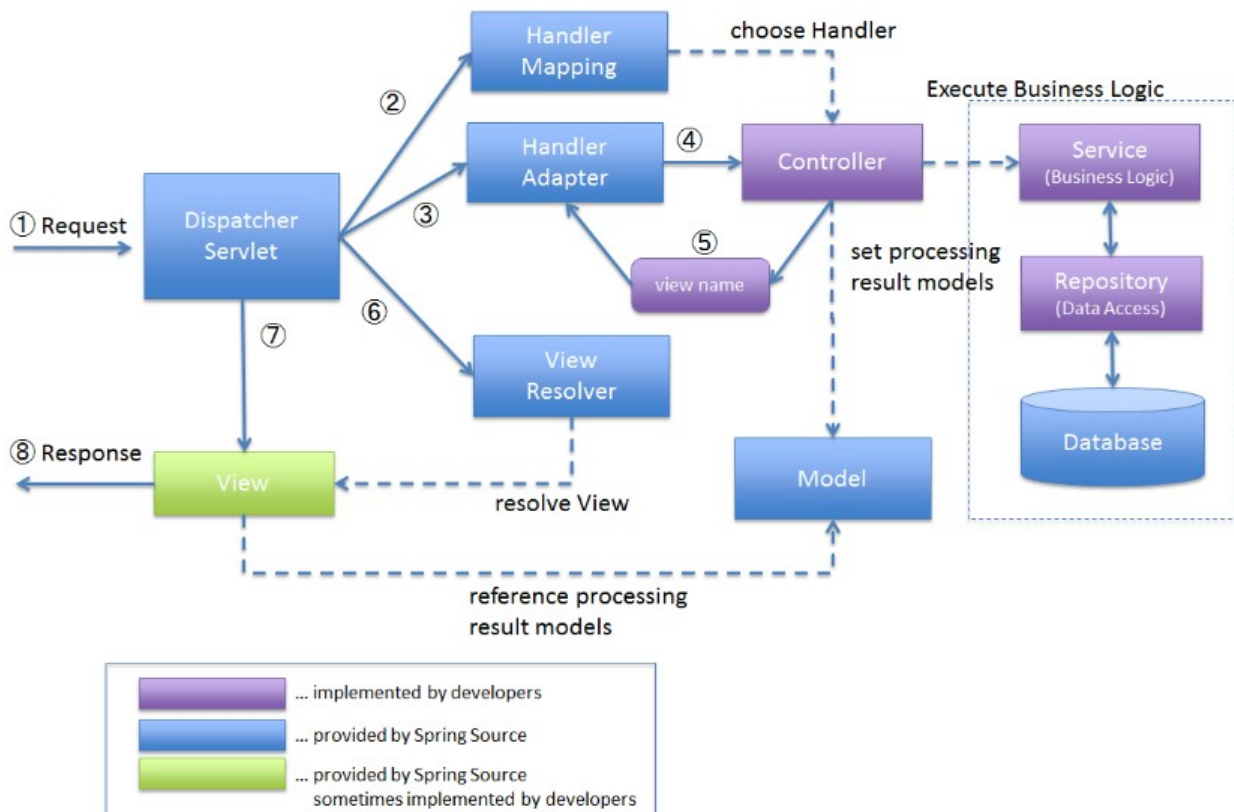 Handler
Mapping
choose Handler
②
Execute Business Logic
Handler
Adapter
④
Controller
Service
(Business Logic)
① Request
Dispatcher
Servlet
③
⑤
view name
set processing
result models
Repository
(Data Access)
⑥
⑦
View
Resolver
Database
⑧ Response
View
resolve View
Model
reference processing
result models
... implemented by developers
... provided by Spring Source
... provided by Spring Source
sometimes implemented by developers